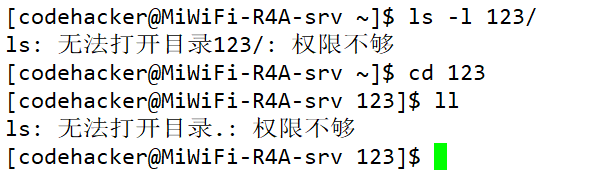 [codehacker@MiWiFi-R4A-srv ~]$ ls -l 123/
ls: 无法打开目录123/: 权限不够
[codehacker@MiWiFi-R4A-srv ~]$ cd 123
[codehacker@MiWiFi-R4A-srv 123]$ ll
ls: 无法打开目录.: 权限不够
[codehacker@MiWiFi-R4A-srv 123]$